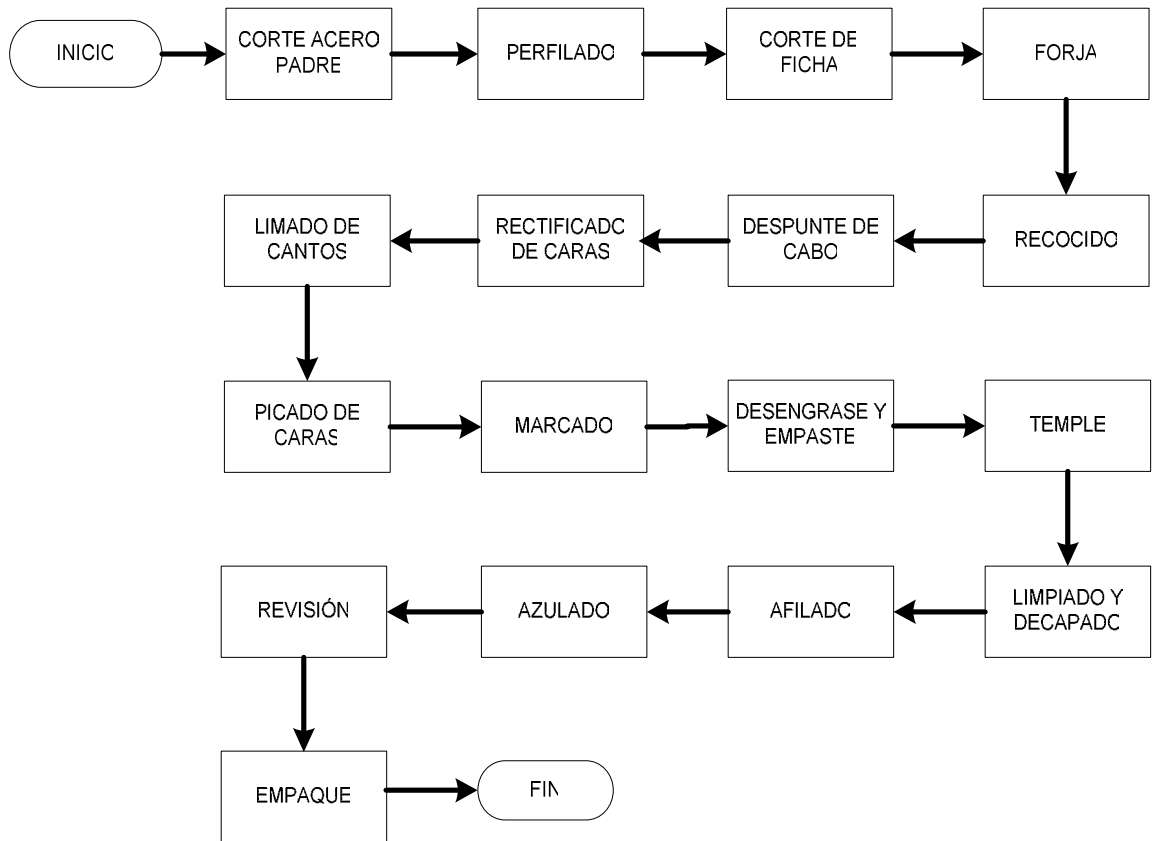 INICIO
CORTE ACERO
PADRE
PERFILADO
CORTE DE
FICHA
FORJA
RECOCIDO
DESPUNTE DE
CABO
RECTIFICADO
DE CARAS
LIMADO DE
CANTOS
PICADO DE
CARAS
MARCADO
DESENGRASE Y
EMPASTE
TEMPLE
LIMPIADO Y
DECAPADO
AFILADO
AZULADO
REVISIÓN
EMPAQUE
FIN